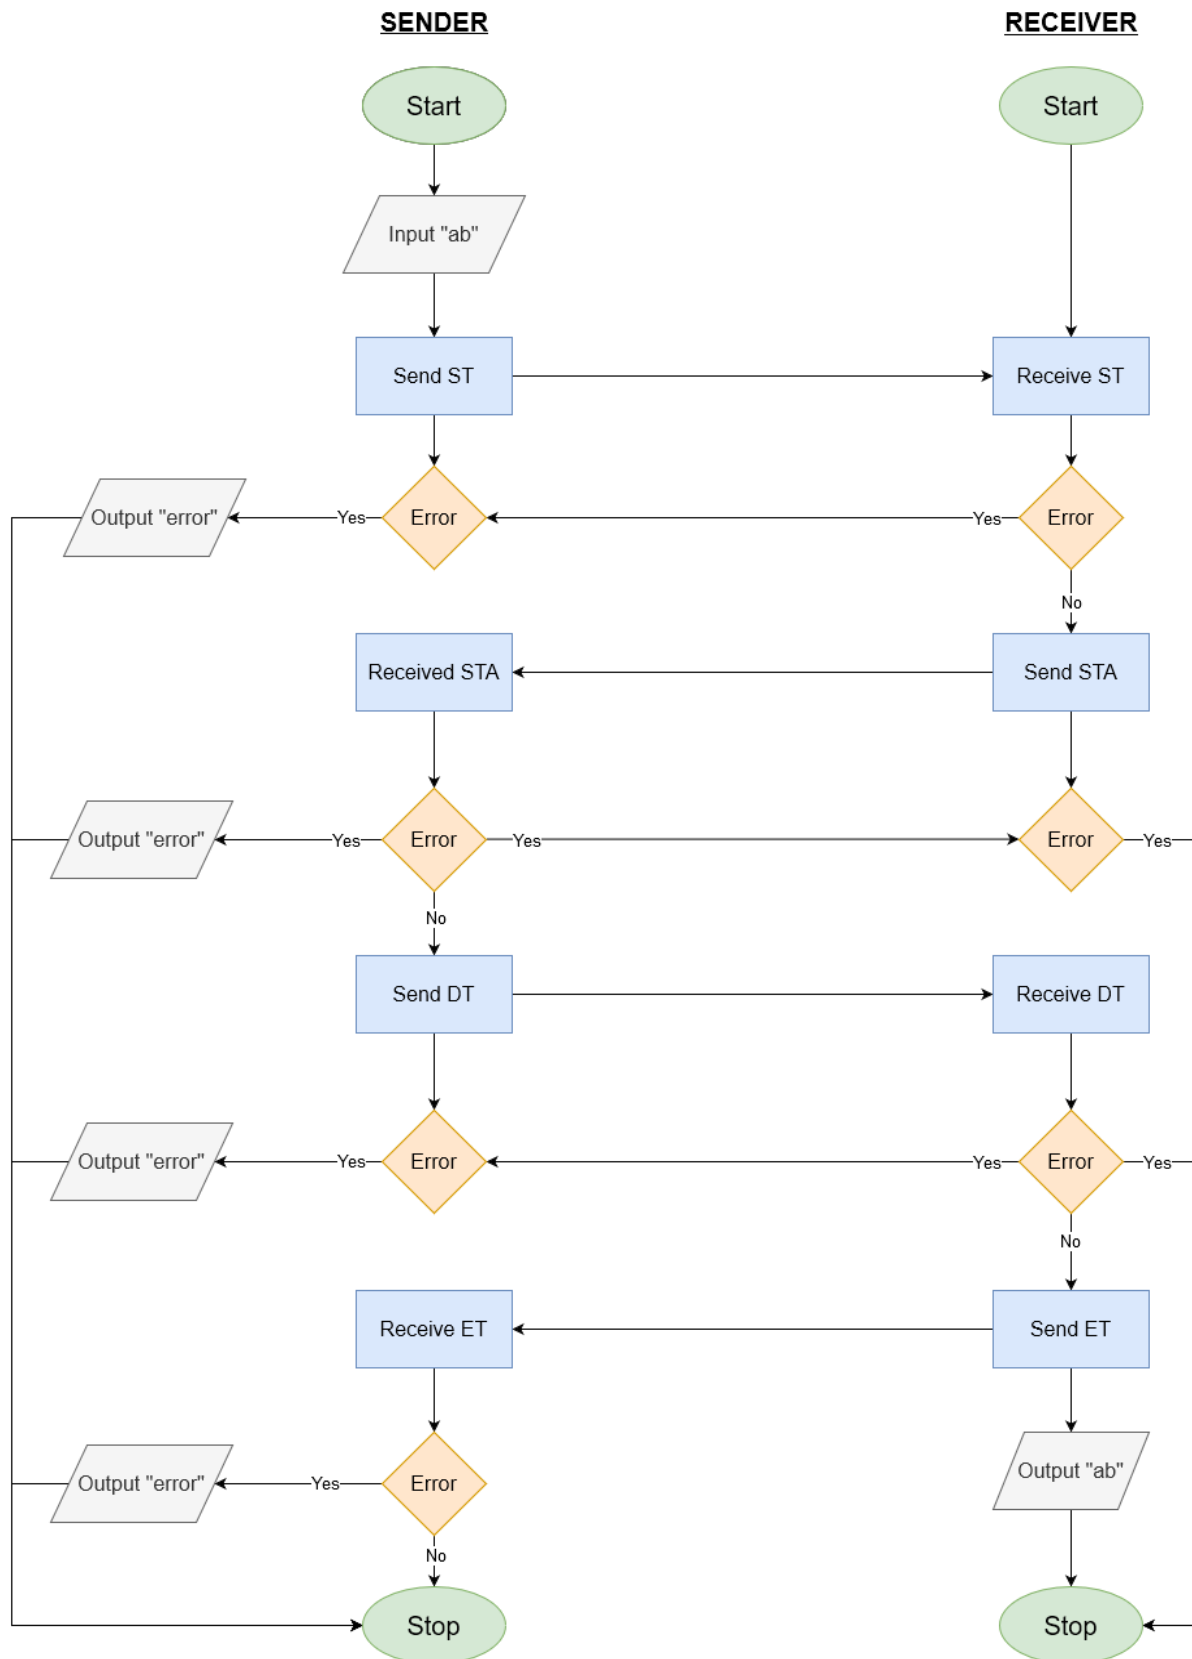 SENDER
RECEIVER
Start
Start
Input "ab"
Send ST
Receive ST
Output "error"
Yes
Error
Yes
Error
No
Received STA
Send STA
Output "error"
Yes
Error
Yes
Error
Yes
No
Send DT
Receive DT
Output "error"
Yes
Error
Yes
Error
Yes
No
Receive ET
Send ET
Output "error"
Yes
Error
Output "ab"
No
Stop
Stop